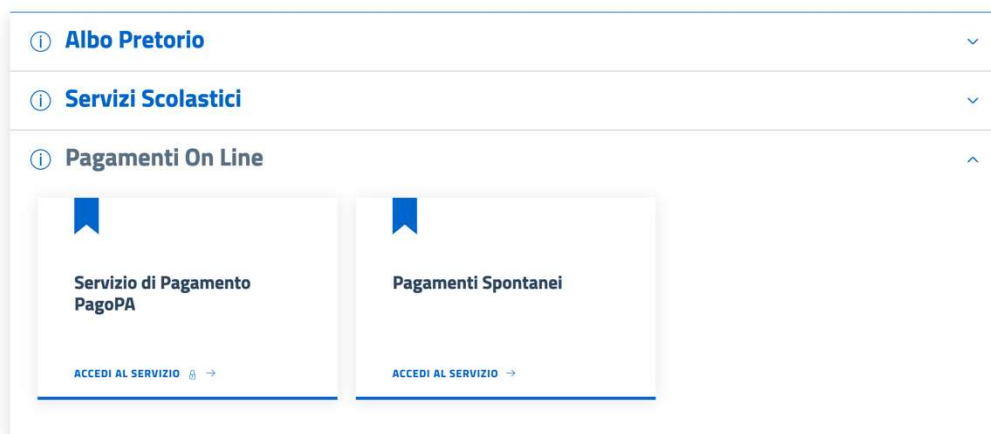 Albo Pretorio
Servizi Scolastici
Pagamenti On Line
Servizio di Pagamento
PagoPA
ACCEDI AL SERVIZIO
Pagamenti Spontanei
ACCEDI AL SERVIZIO